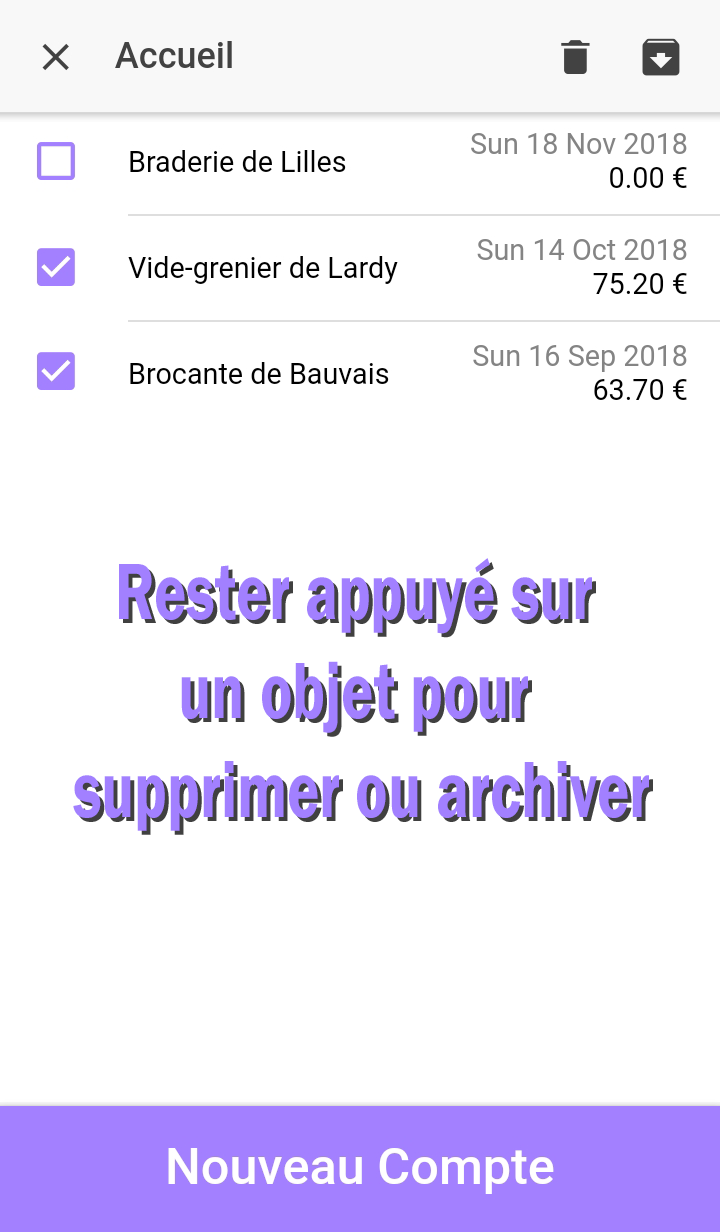 Accueil
Braderie de Lilles
Sun 18 Nov 2018
0.00 €
Vide-grenier de Lardy
Sun 14 Oct 2018
75.20 €
Brocante de Bauvais
Sun 16 Sep 2018
63.70 €
Rester appuyé sur
un objet pour
supprimer ou archiver
Nouveau Compte